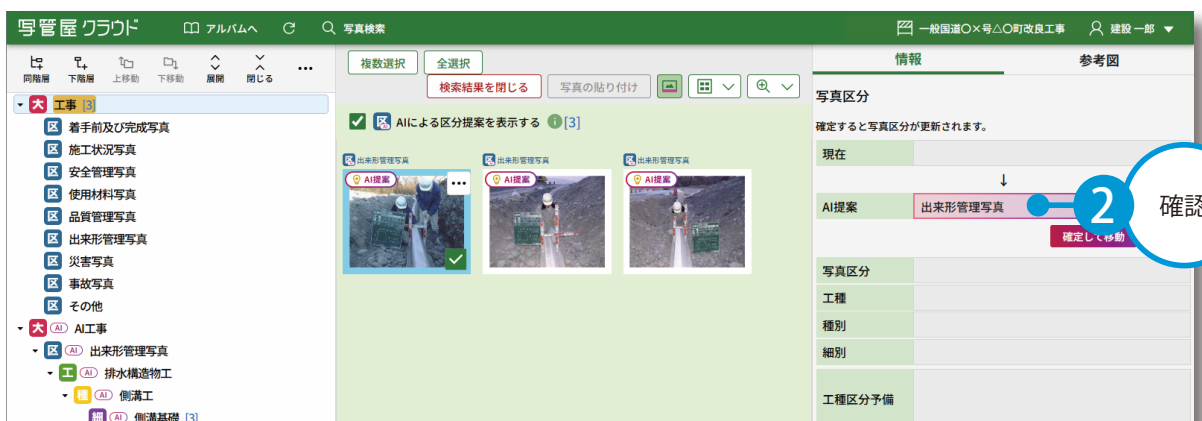 写管屋クラウド アルバムへ 写真検索 一般国道○×号△○町改良工事 建設 一郎
同階層 下階層 上移動 下移動 展開 閉じる
大 工事 [3]
区 着手前及び完成写真
区 施工状況写真
区 安全管理写真
区 使用材料写真
区 品質管理写真
区 出来形管理写真
区 災害写真
区 事故写真
区 その他
大 AI AI工事
区 AI 出来形管理写真
工 AI 排水構造物工
種 AI 側溝工
細 AI 側溝基礎 [3]
複数選択 全選択
検索結果を閉じる 写真の貼り付け
区 AIによる区分提案を表示する [3]
区 出来形管理写真 区 出来形管理写真 区 出来形管理写真
AI提案 AI提案 AI提案
情報 参考図
写真区分
確定すると写真区分が更新されます。
現在
↓
AI提案 出来形管理写真 2 確認
確定して移動
写真区分
工種
種別
細別
工種区分予備